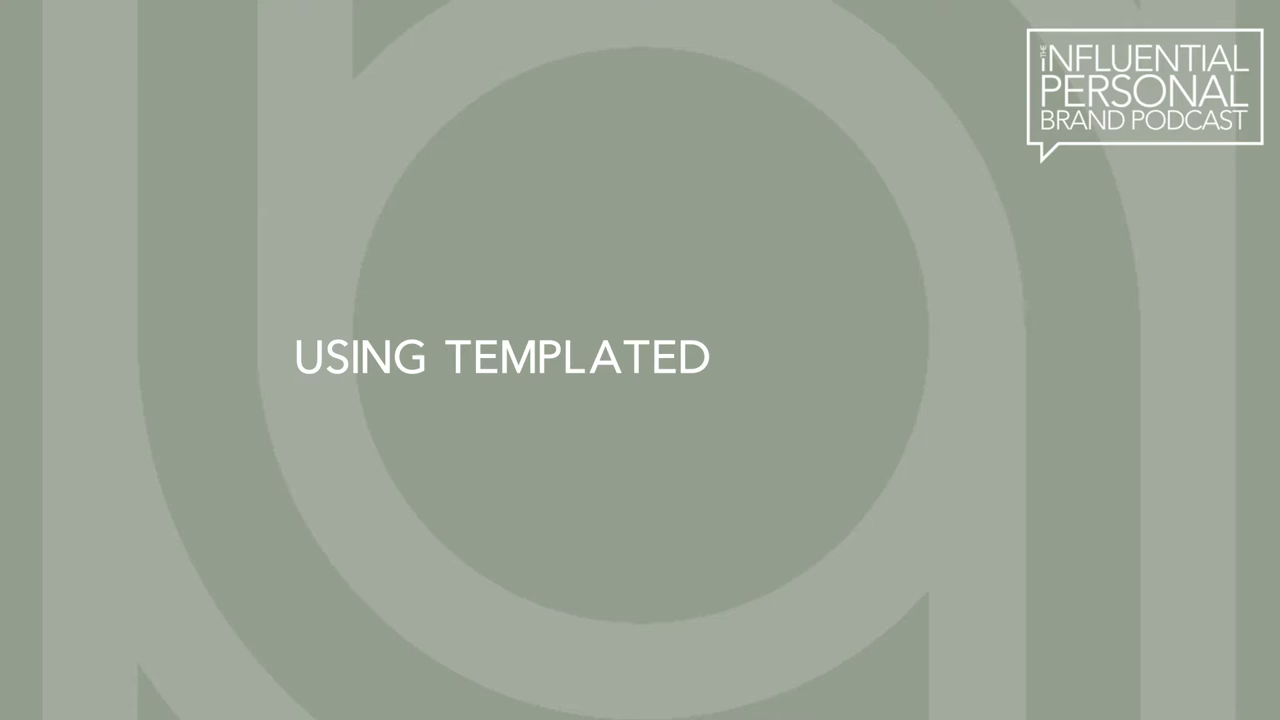 THE
INFLUENTIAL
PERSONAL
BRAND PODCAST
USING TEMPLATED